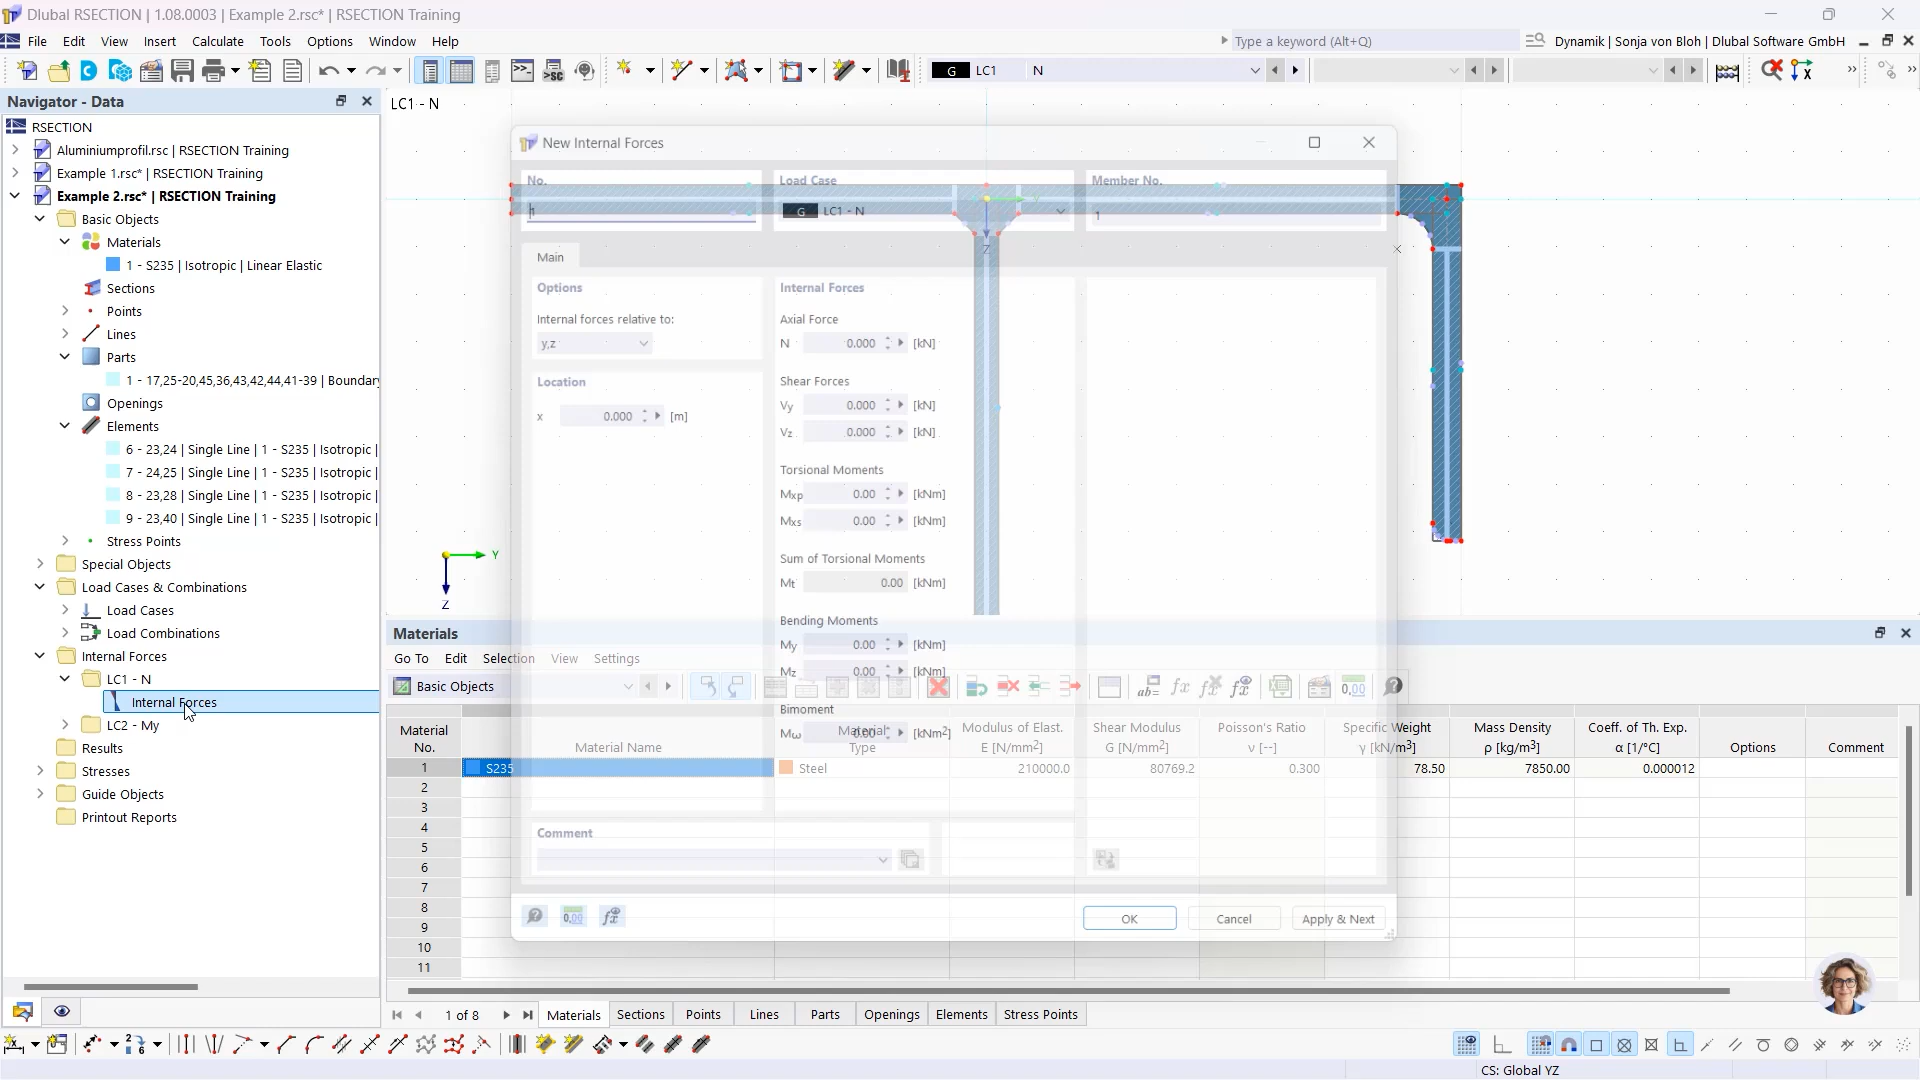 Dlubal RSECTION | 1.08.0003 | Example 2.rsc* | RSECTION Training
File Edit View Insert Calculate Tools Options Window Help
Type a keyword (Alt+Q)
Dynamik | Sonja von Bloh | Dlubal Software GmbH
G LC1 N
Navigator - Data
RSECTION
Aluminiumprofil.rsc | RSECTION Training
Example 1.rsc* | RSECTION Training
Example 2.rsc* | RSECTION Training
Basic Objects
Materials
1 - S235 | Isotropic | Linear Elastic
Sections
Points
Lines
Parts
1 - 17,25-20,45,36,43,42,44,41-39 | Boundary
Openings
Elements
6 - 23,24 | Single Line | 1 - S235 | Isotropic |
7 - 24,25 | Single Line | 1 - S235 | Isotropic |
8 - 23,28 | Single Line | 1 - S235 | Isotropic |
9 - 23,40 | Single Line | 1 - S235 | Isotropic |
Stress Points
Special Objects
Load Cases & Combinations
Load Cases
Load Combinations
Internal Forces
LC1 - N
Internal Forces
LC2 - My
Results
Stresses
Guide Objects
Printout Reports
LC1 - N
New Internal Forces
No.
1
Load Case
G LC1 - N
Member No.
1
Main
Options
Internal forces relative to:
y,z
Location
x 0.000 [m]
Internal Forces
Axial Force
N 0.000 [kN]
Shear Forces
Vy 0.000 [kN]
Vz 0.000 [kN]
Torsional Moments
Mxp 0.00 [kNm]
Mxs 0.00 [kNm]
Sum of Torsional Moments
Mt 0.00 [kNm]
Bending Moments
My 0.00 [kNm]
Mz 0.00 [kNm]
Bimoment
Mω 0.00 [kNm2]
Comment
OK Cancel Apply & Next
Y
Z
Z
Materials
Go To Edit Selection View Settings
Basic Objects
Material No.
Material Name
Material Type
Modulus of Elast. E [N/mm2]
Shear Modulus G [N/mm2]
Poisson's Ratio ν [--]
Specific Weight γ [kN/m3]
Mass Density ρ [kg/m3]
Coeff. of Th. Exp. α [1/°C]
Options
Comment
1 S235 Steel 210000.0 80769.2 0.300 78.50 7850.00 0.000012
2
3
4
5
6
7
8
9
10
11
1 of 8 Materials Sections Points Lines Parts Openings Elements Stress Points
CS: Global YZ